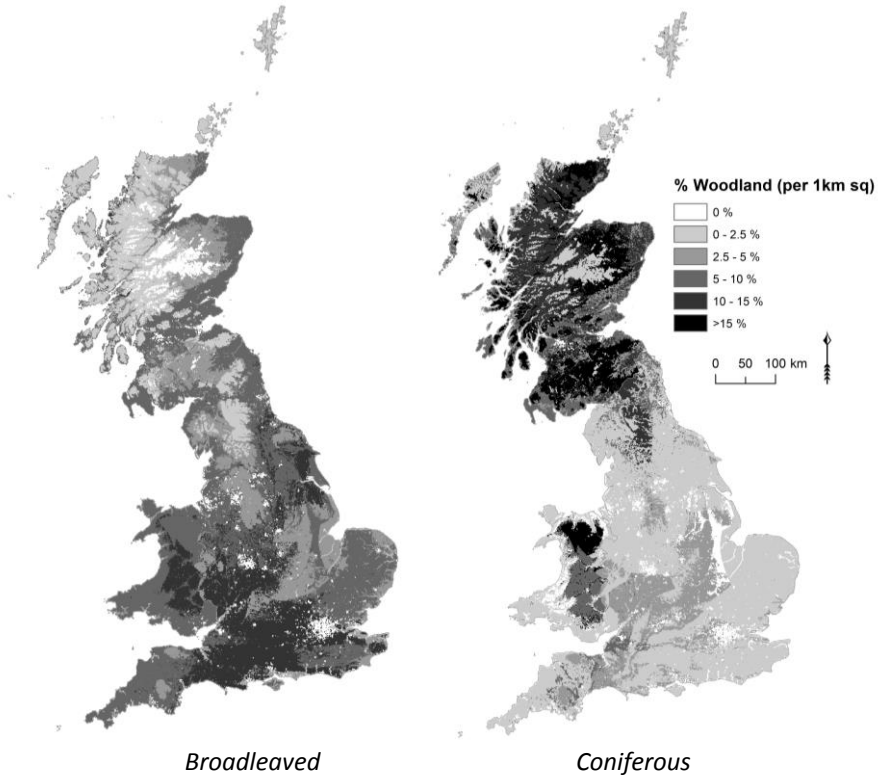 % Woodland (per 1km sq)
0 %
0 - 2.5 %
2.5 - 5 %
5 - 10 %
10 - 15 %
>15 %
0 50 100 km
Broadleaved
Coniferous